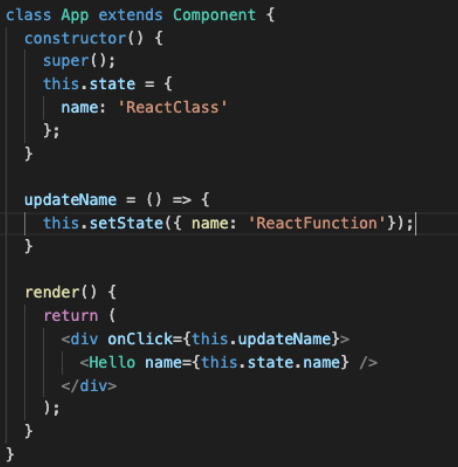 class App extends Component {
constructor() {
super();
this.state = {
name: 'ReactClass'
};
}
updateName = () => {
this.setState({ name: 'ReactFunction'});
}
render() {
return (
<div onClick={this.updateName}>
<Hello name={this.state.name} />
</div>
);
}
}